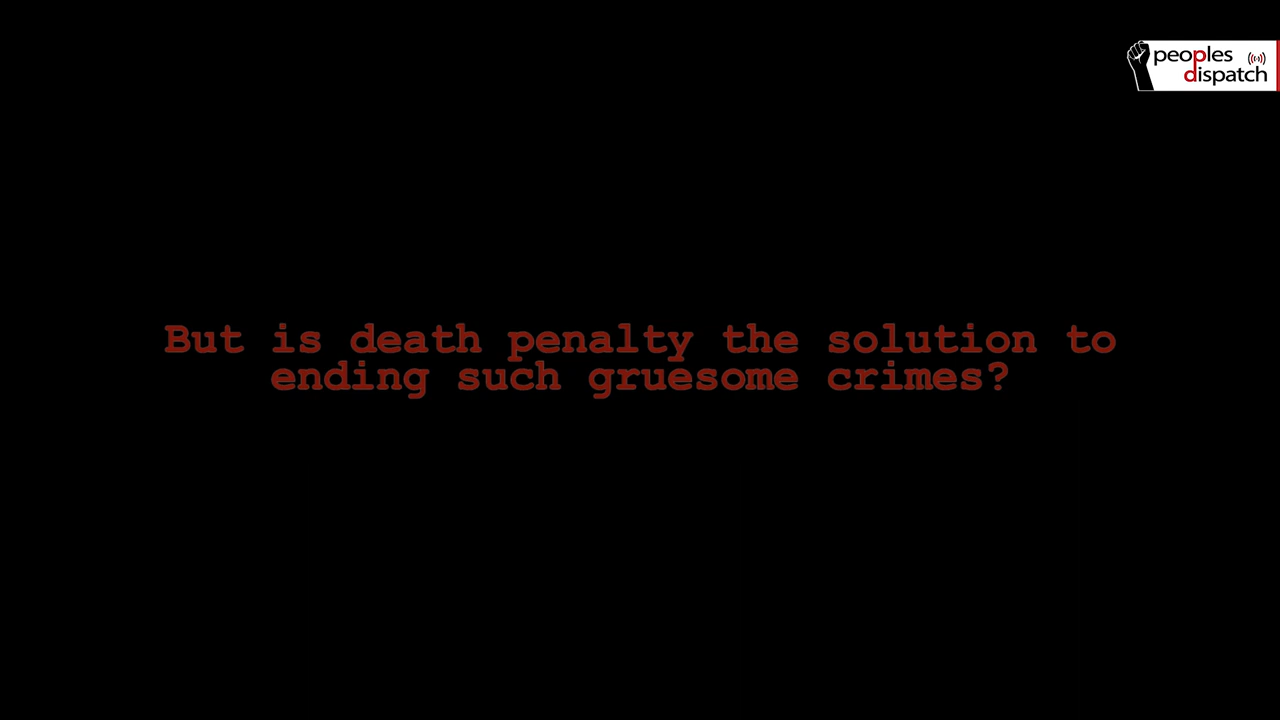 peoples
dispatch
But is death penalty the solution to
ending such gruesome crimes?